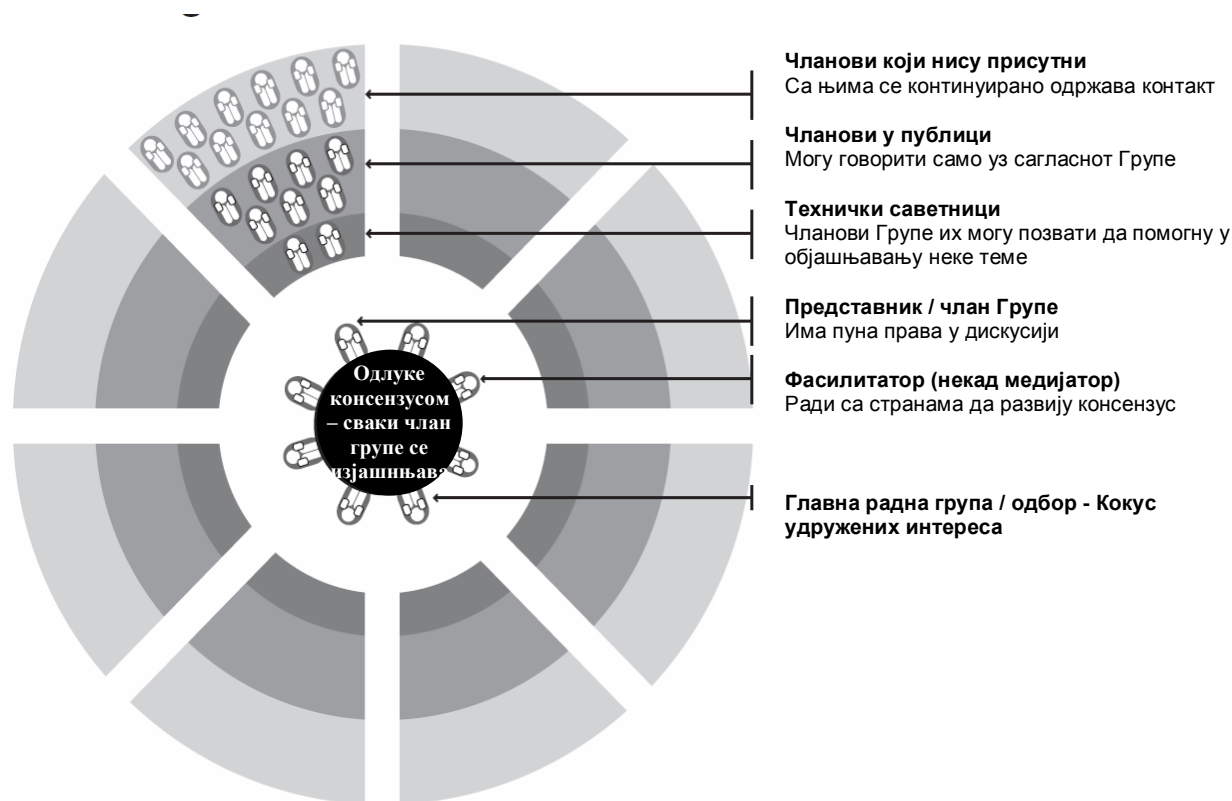 Чланови који нису присутни
Са њима се континуирано одржава контакт
Чланови у публици
Могу говорити само уз сагласнот Групе
Технички саветници
Чланови Групе их могу позвати да помогну у
објашњавању неке теме
Представник / члан Групе
Има пуна права у дискусији
Фасилитатор (некад медијатор)
Ради са странама да развију консензус
Главна радна група / одбор - Кокус
удружених интереса
Одлуке
консензусом
– сваки члан
групе се
изјашњава